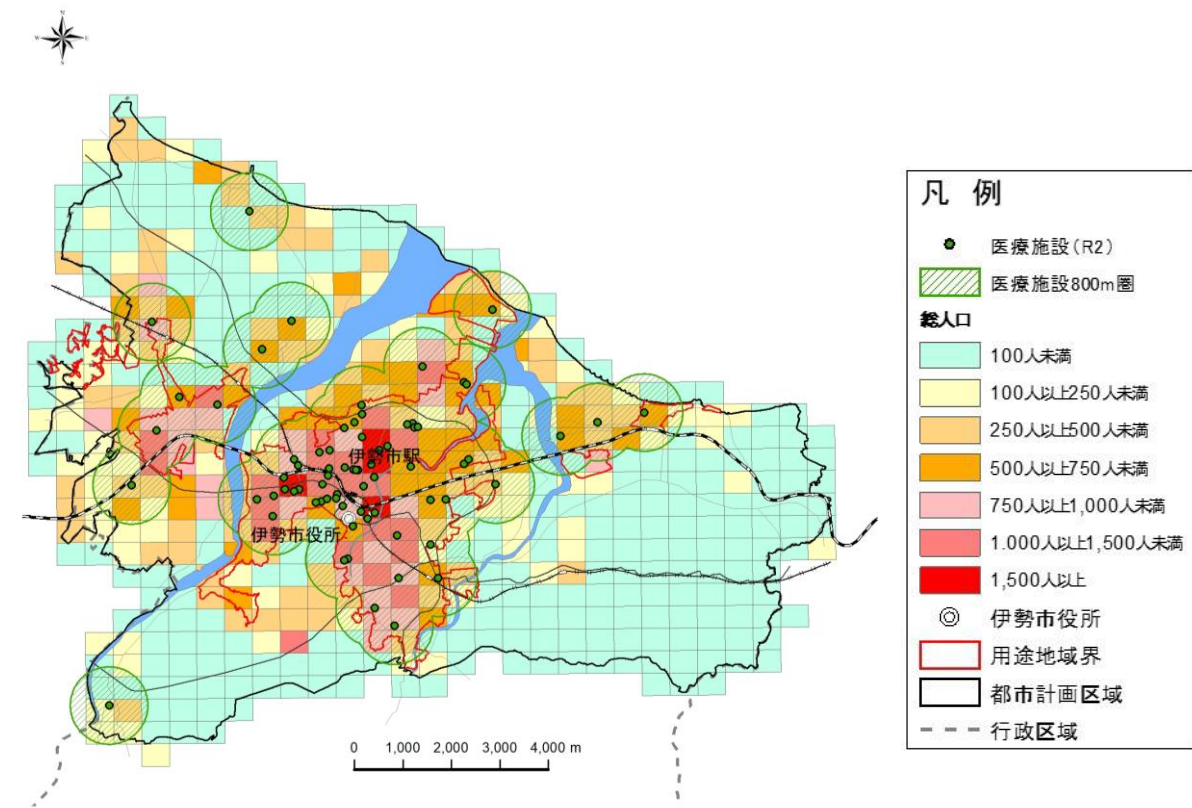 N
W E
S
伊勢市駅
伊勢市役所
0 1,000 2,000 3,000 4,000 m
凡 例
医療施設(R2)
医療施設800m圏
総人口
100人未満
100人以上250人未満
250人以上500人未満
500人以上750人未満
750人以上1,000人未満
1.000人以上1,500人未満
1,500人以上
伊勢市役所
用途地域界
都市計画区域
行政区域